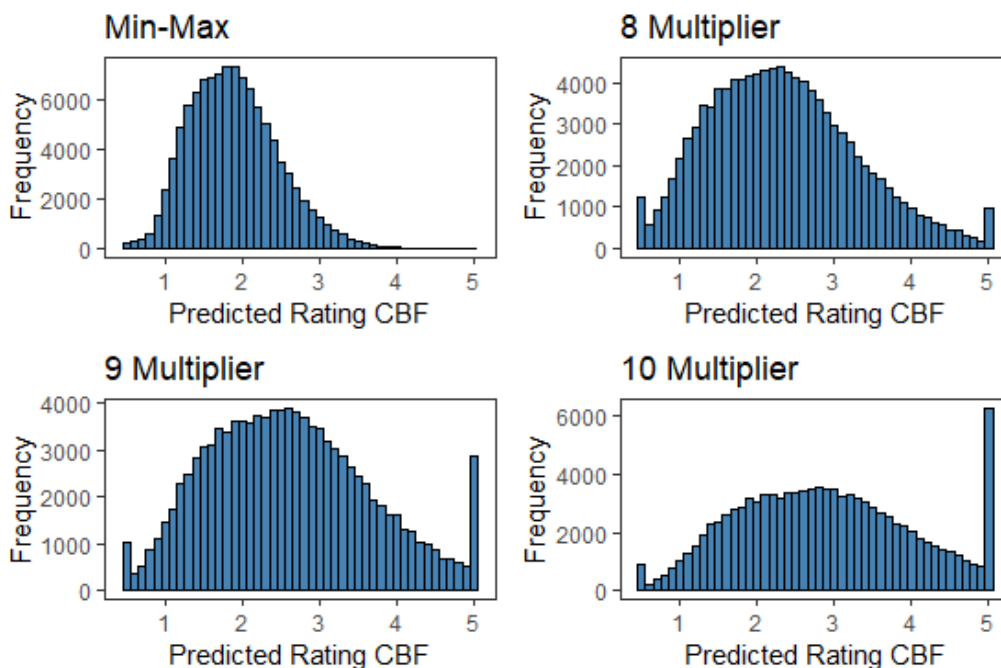 Min-Max
Frequency
6000
4000
2000
0
1 2 3 4 5
Predicted Rating CBF
8 Multiplier
Frequency
4000
3000
2000
1000
0
1 2 3 4 5
Predicted Rating CBF
9 Multiplier
Frequency
4000
3000
2000
1000
0
1 2 3 4 5
Predicted Rating CBF
10 Multiplier
Frequency
6000
4000
2000
0
1 2 3 4 5
Predicted Rating CBF